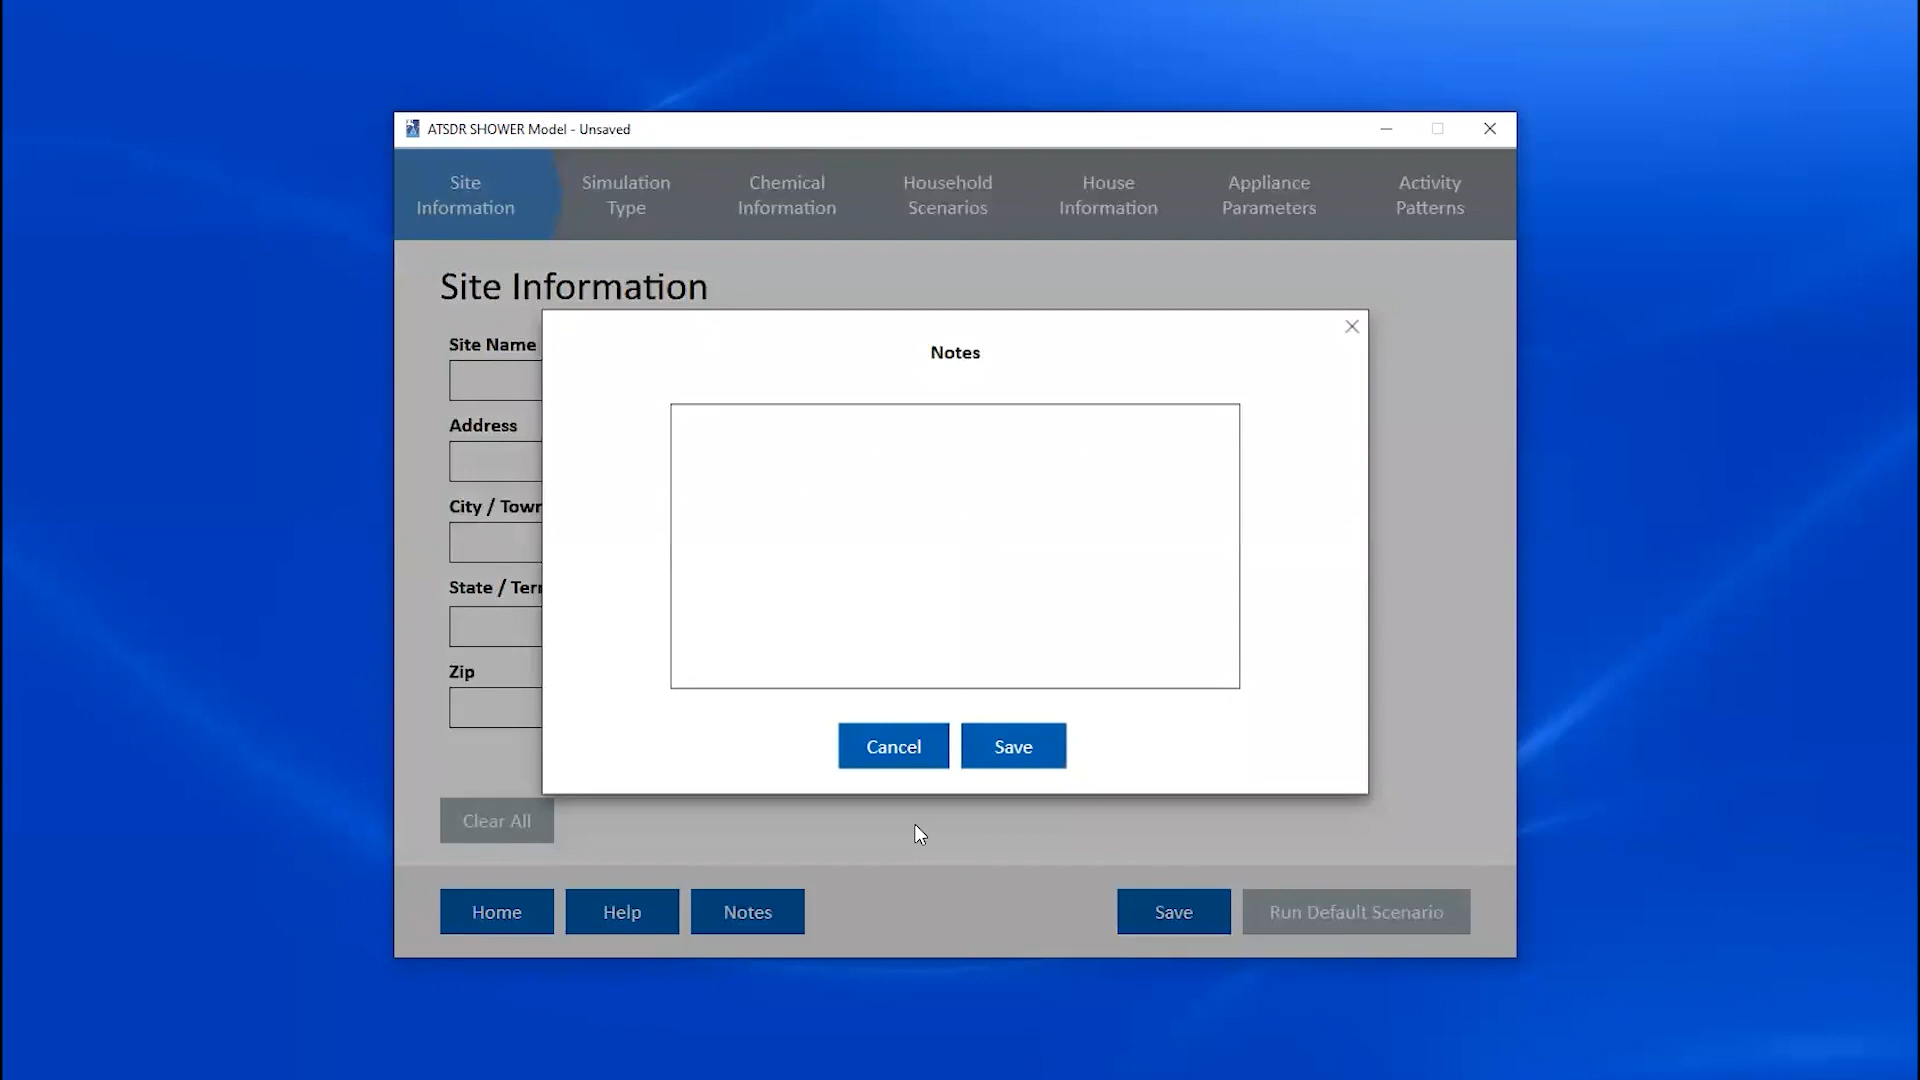 ATSDR SHOWER Model - Unsaved
Site Information
Simulation Type
Chemical Information
Household Scenarios
House Information
Appliance Parameters
Activity Patterns
Site Information
Site Name
Address
City / Town
State / Terr
Zip
Notes
Cancel
Save
Clear All
Home
Help
Notes
Save
Run Default Scenario